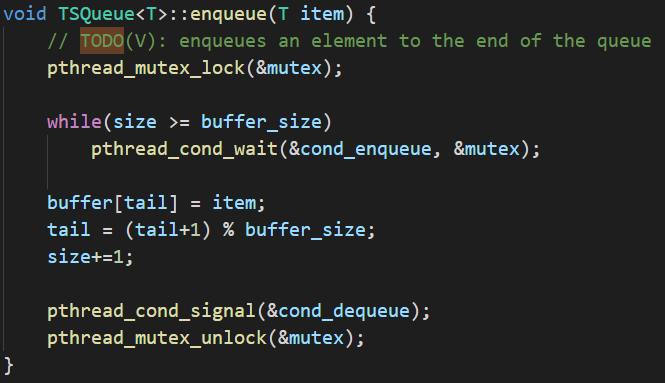 void TSQueue<T>::enqueue(T item) {
    // TODO(V): enqueues an element to the end of the queue
    pthread_mutex_lock(&mutex);
    while(size >= buffer_size)
        pthread_cond_wait(&cond_enqueue, &mutex);
    buffer[tail] = item;
    tail = (tail+1) % buffer_size;
    size+=1;
    pthread_cond_signal(&cond_dequeue);
    pthread_mutex_unlock(&mutex);
}